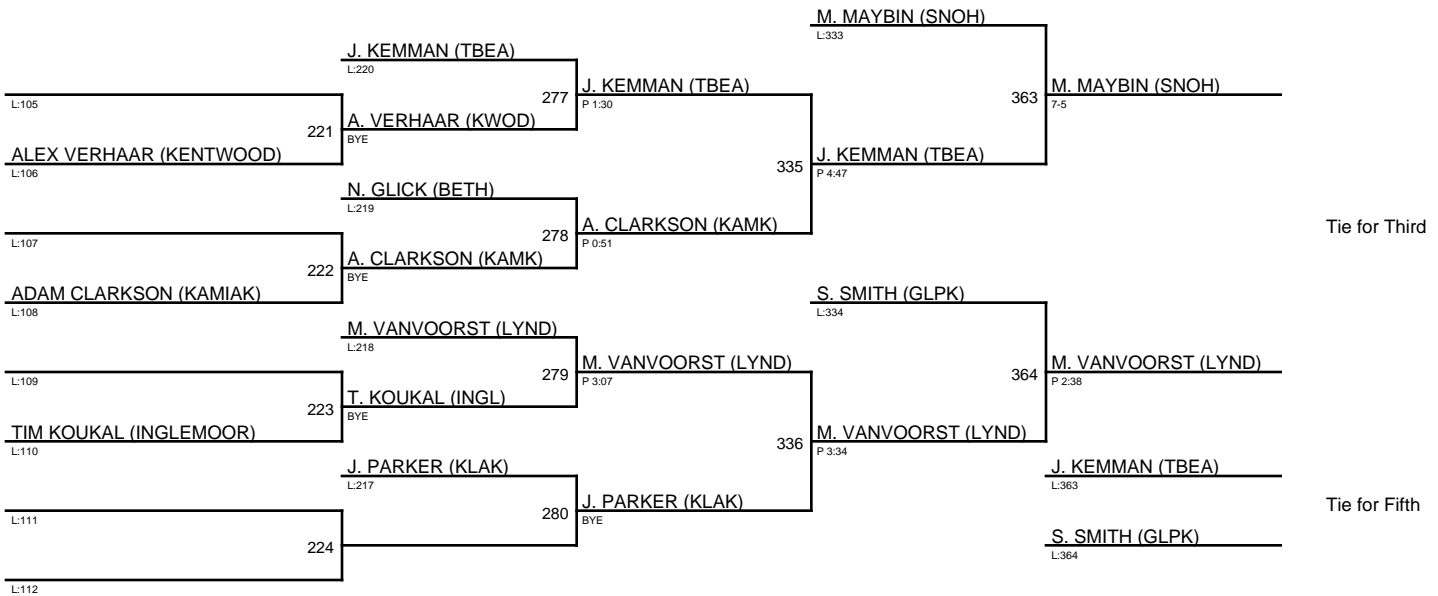 M. MAYBIN (SNOH)
L:333
J. KEMMAN (TBEA)
L:220
277
J. KEMMAN (TBEA)
P 1:30
363
M. MAYBIN (SNOH)
7-5
L:105
221
A. VERHAAR (KWOD)
BYE
ALEX VERHAAR (KENTWOOD)
L:106
335
J. KEMMAN (TBEA)
P 4:47
N. GLICK (BETH)
L:219
278
A. CLARKSON (KAMK)
P 0:51
Tie for Third
L:107
222
A. CLARKSON (KAMK)
BYE
ADAM CLARKSON (KAMIAK)
L:108
S. SMITH (GLPK)
L:334
M. VANVOORST (LYND)
L:218
279
M. VANVOORST (LYND)
P 3:07
364
M. VANVOORST (LYND)
P 2:38
L:109
223
T. KOUKAL (INGL)
BYE
TIM KOUKAL (INGLEMOOR)
L:110
336
M. VANVOORST (LYND)
P 3:34
J. PARKER (KLAK)
L:217
J. KEMMAN (TBEA)
L:363
280
J. PARKER (KLAK)
BYE
Tie for Fifth
L:111
224
S. SMITH (GLPK)
L:364
L:112